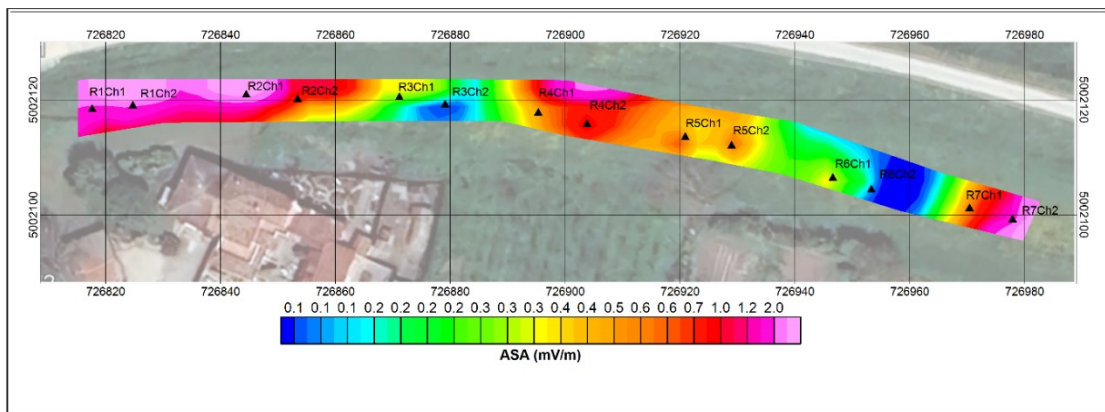 726820 726840 726860 726880 726900 726920 726940 726960 726980
5002120 5002120
R1Ch1 R1Ch2 R2Ch1 R2Ch2 R3Ch1 R3Ch2 R4Ch1 R4Ch2 R5Ch1 R5Ch2 R6Ch1 R6Ch2 R7Ch1 R7Ch2
5002100 5002100
726820 726840 726860 726880 726900 726920 726940 726960 726980
0.1 0.1 0.1 0.2 0.2 0.2 0.3 0.3 0.3 0.4 0.4 0.5 0.6 0.6 0.7 1.0 1.2 2.0
ASA (mV/m)